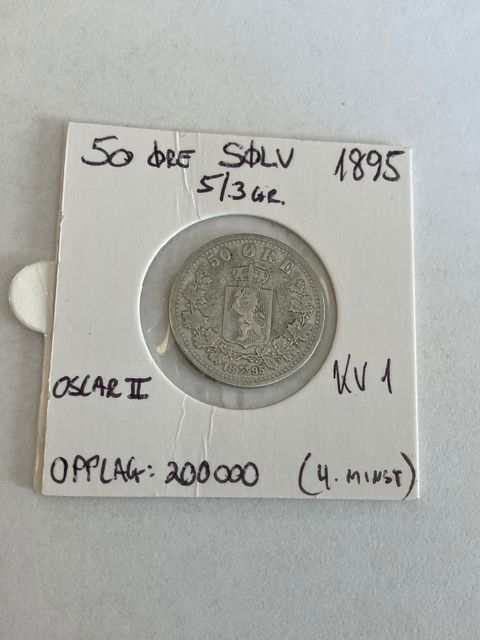 50 ØRE SØLV 1895
5/3 GR.
50 ØRE
18 95
OSCAR II
KV 1
OPPLAG: 200000 (4. MINST)